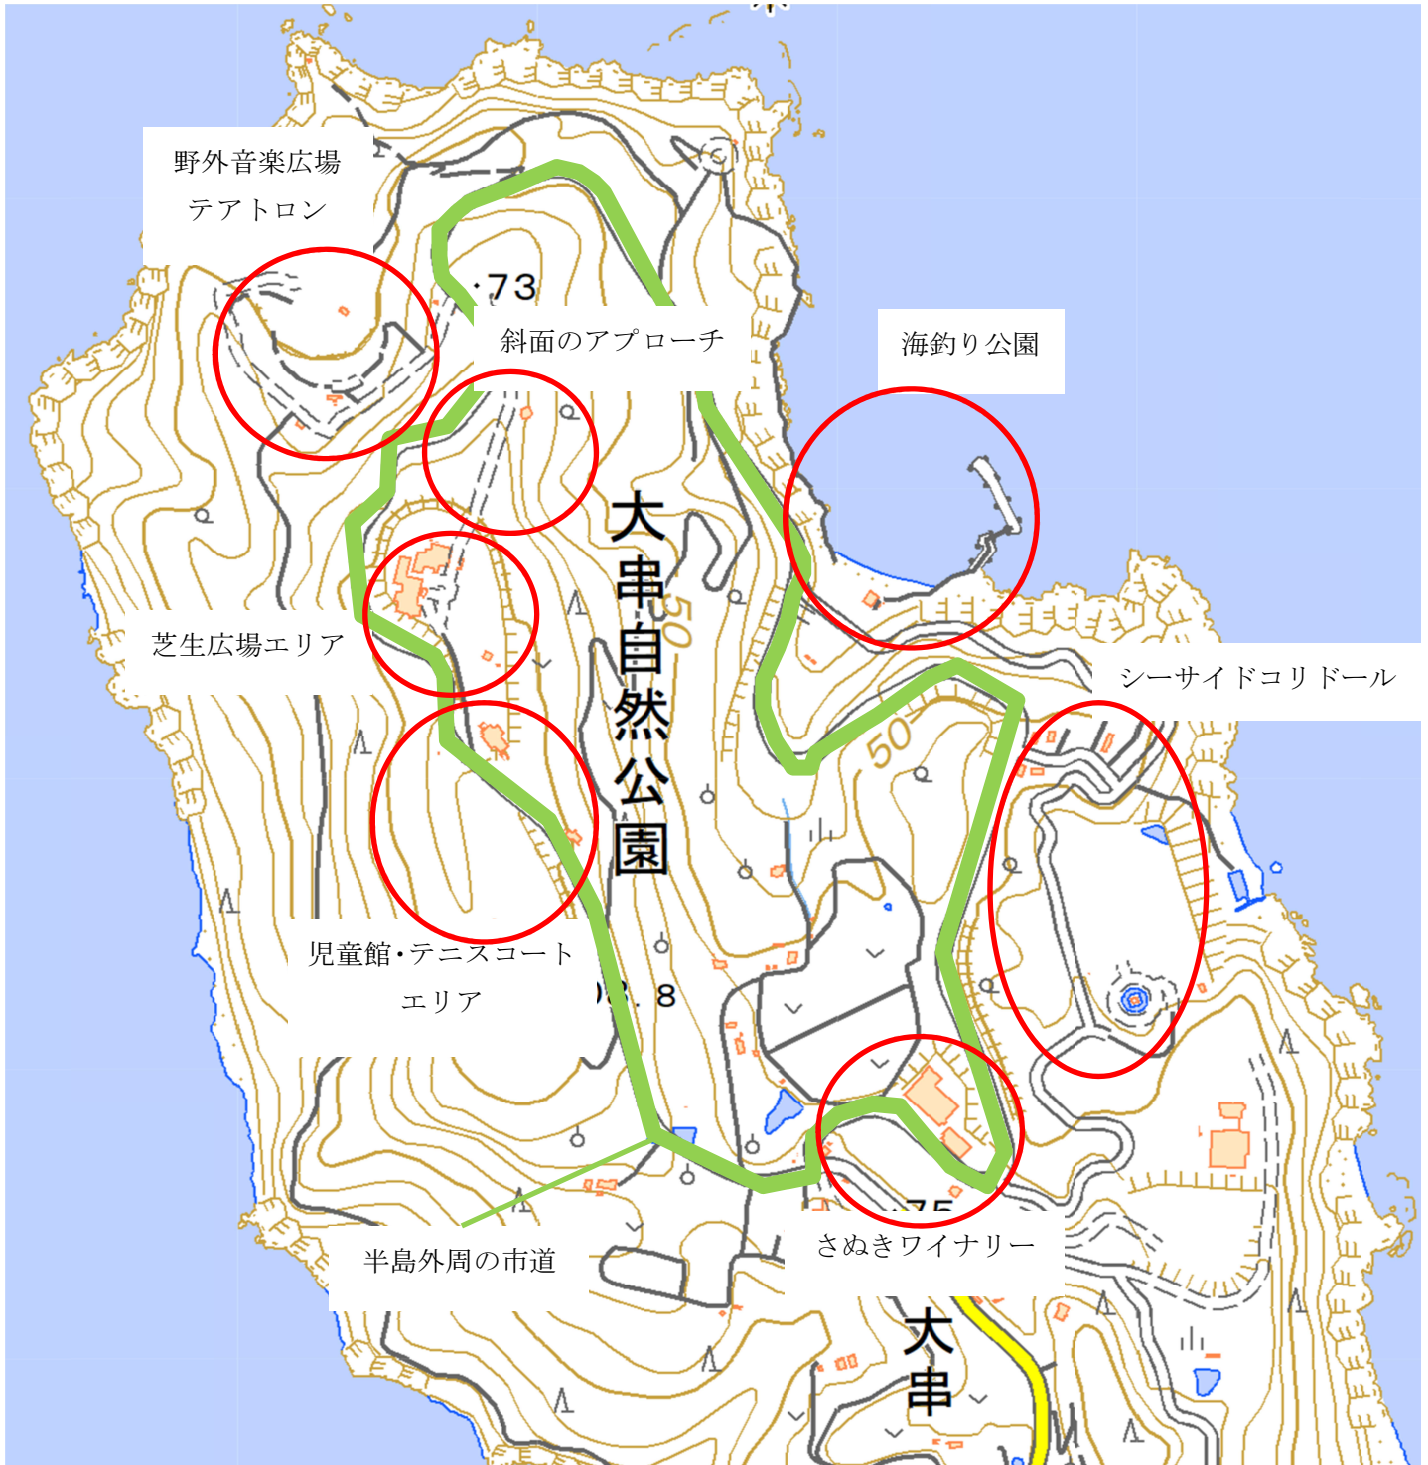 野外音楽広場
テアトロン
・73
斜面のアプローチ
海釣り公園
大串自然公園
50
芝生広場エリア
シーサイドコリドール
50
児童館・テニスコート
エリア
8.8
75
半島外周の市道
さぬきワイナリー
大串